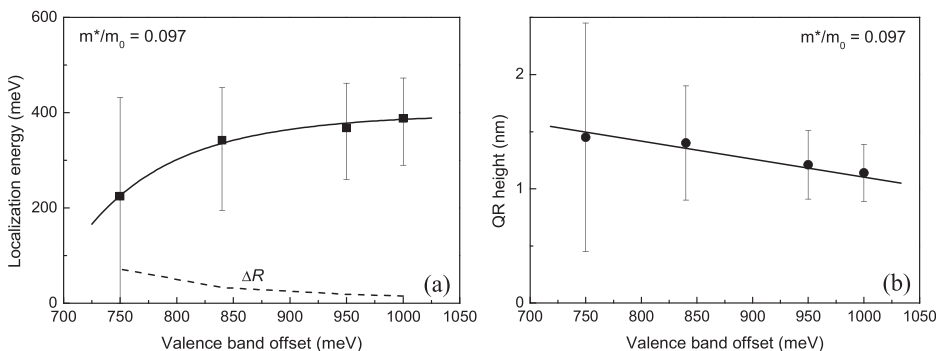 m*/m₀ = 0.097
Localization energy (meV)
600
400
200
0
ΔR
(a)
700 750 800 850 900 950 1000 1050
Valence band offset (meV)
m*/m₀ = 0.097
QR height (nm)
2
1
0
(b)
700 750 800 850 900 950 1000 1050
Valence band offset (meV)